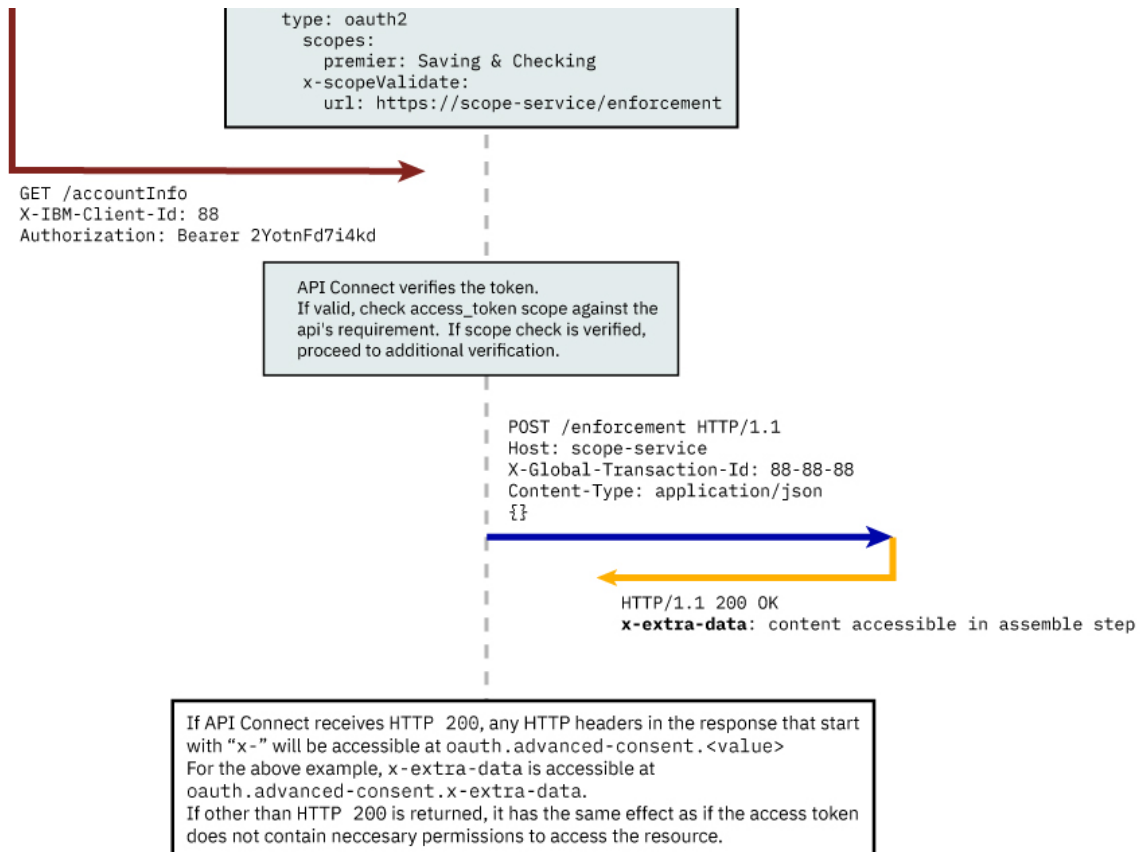 type: oauth2
scopes:
premier: Saving & Checking
x-scopeValidate:
url: https://scope-service/enforcement
GET /accountInfo
X-IBM-Client-Id: 88
Authorization: Bearer 2YotnFd7i4kd
API Connect verifies the token.
If valid, check access_token scope against the
api's requirement. If scope check is verified,
proceed to additional verification.
POST /enforcement HTTP/1.1
Host: scope-service
X-Global-Transaction-Id: 88-88-88
Content-Type: application/json
{}
HTTP/1.1 200 OK
x-extra-data: content accessible in assemble step
If API Connect receives HTTP 200, any HTTP headers in the response that start
with “x-” will be accessible at oauth.advanced-consent.<value>
For the above example, x-extra-data is accessible at
oauth.advanced-consent.x-extra-data.
If other than HTTP 200 is returned, it has the same effect as if the access token
does not contain neccesary permissions to access the resource.